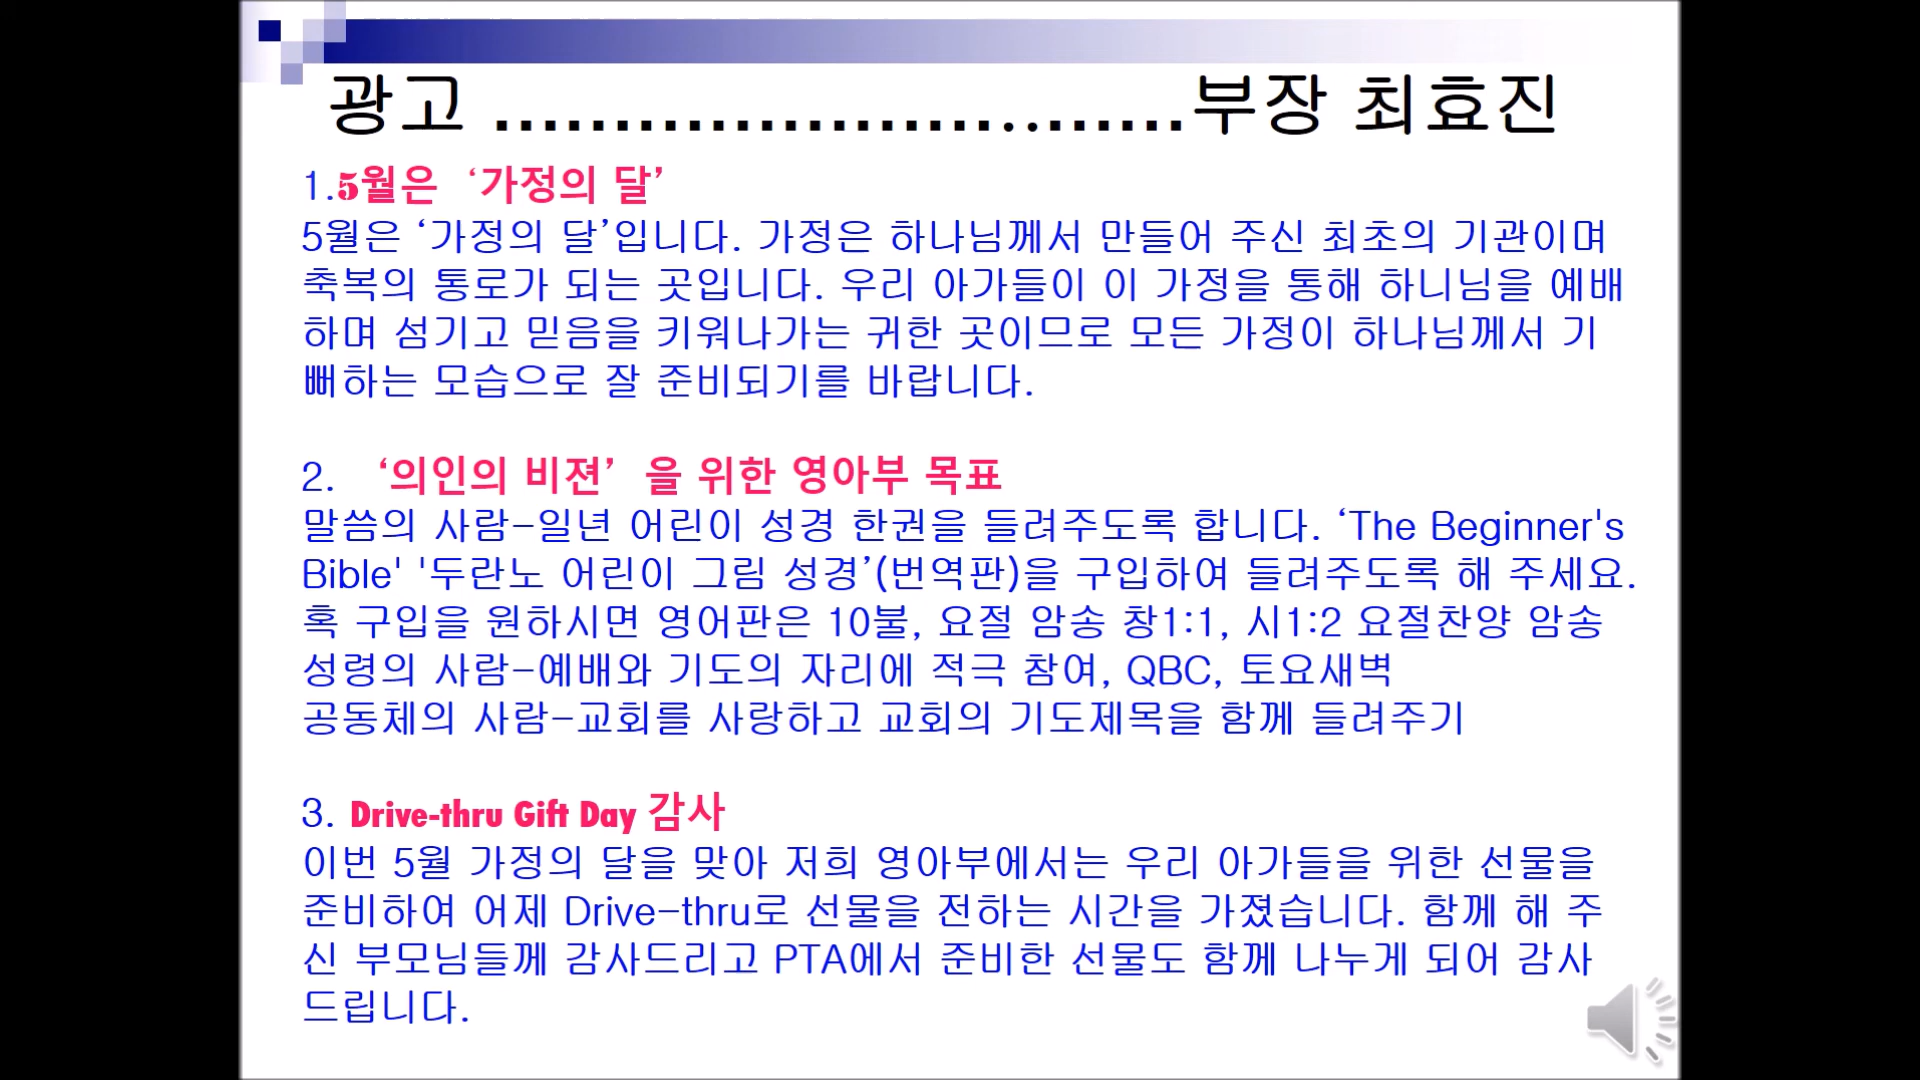 광고 .............................부장 최효진
1.5월은 ‘가정의 달’
5월은 ‘가정의 달’입니다. 가정은 하나님께서 만들어 주신 최초의 기관이며
축복의 통로가 되는 곳입니다. 우리 아가들이 이 가정을 통해 하니님을 예배
하며 섬기고 믿음을 키워나가는 귀한 곳이므로 모든 가정이 하나님께서 기
뻐하는 모습으로 잘 준비되기를 바랍니다.
2. ‘의인의 비젼’ 을 위한 영아부 목표
말씀의 사람-일년 어린이 성경 한권을 들려주도록 합니다. ‘The Beginner's
Bible' '두란노 어린이 그림 성경’(번역판)을 구입하여 들려주도록 해 주세요.
혹 구입을 원하시면 영어판은 10불, 요절 암송 창1:1, 시1:2 요절찬양 암송
성령의 사람-예배와 기도의 자리에 적극 참여, QBC, 토요새벽
공동체의 사람-교회를 사랑하고 교회의 기도제목을 함께 들려주기
3. Drive-thru Gift Day 감사
이번 5월 가정의 달을 맞아 저희 영아부에서는 우리 아가들을 위한 선물을
준비하여 어제 Drive-thru로 선물을 전하는 시간을 가졌습니다. 함께 해 주
신 부모님들께 감사드리고 PTA에서 준비한 선물도 함께 나누게 되어 감사
드립니다.